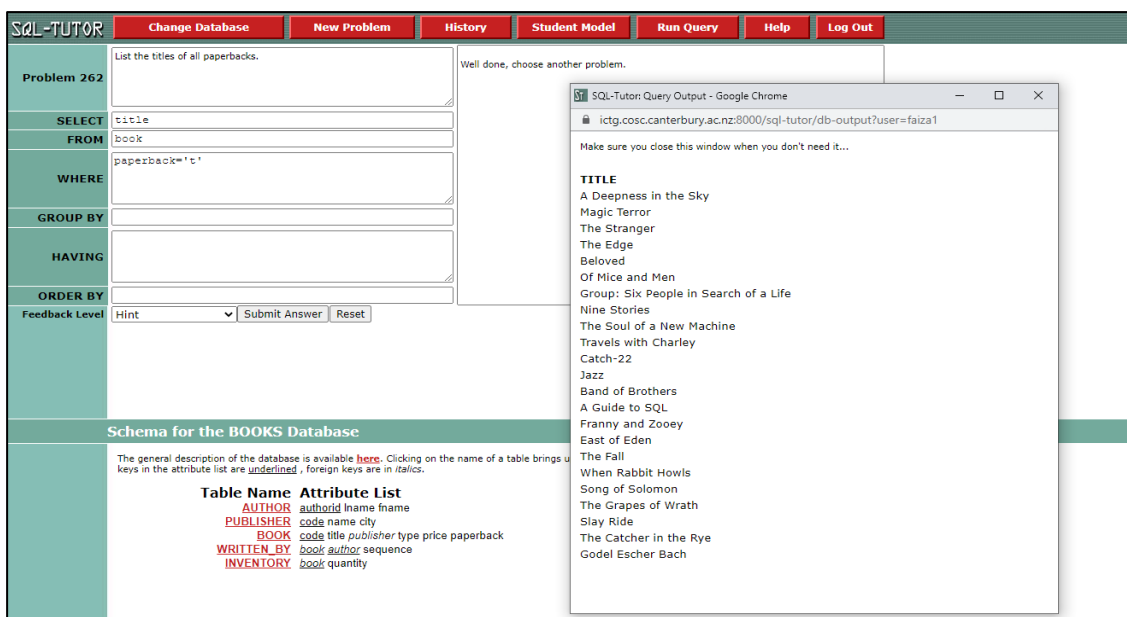 SQL-TUTOR
Change Database
New Problem
History
Student Model
Run Query
Help
Log Out
Problem 262
List the titles of all paperbacks.
Well done, choose another problem.
SELECT
title
FROM
book
WHERE
paperback='t'
GROUP BY
HAVING
ORDER BY
Feedback Level
Hint
Submit Answer
Reset
Schema for the BOOKS Database
The general description of the database is available here. Clicking on the name of a table brings u
keys in the attribute list are underlined , foreign keys are in italics.
Table Name Attribute List
AUTHOR authorid lname fname
PUBLISHER code name city
BOOK code title publisher type price paperback
WRITTEN_BY book author sequence
INVENTORY book quantity
ST SQL-Tutor: Query Output - Google Chrome
ictg.cosc.canterbury.ac.nz:8000/sql-tutor/db-output?user=faiza1
Make sure you close this window when you don't need it...
TITLE
A Deepness in the Sky
Magic Terror
The Stranger
The Edge
Beloved
Of Mice and Men
Group: Six People in Search of a Life
Nine Stories
The Soul of a New Machine
Travels with Charley
Catch-22
Jazz
Band of Brothers
A Guide to SQL
Franny and Zooey
East of Eden
The Fall
When Rabbit Howls
Song of Solomon
The Grapes of Wrath
Slay Ride
The Catcher in the Rye
Godel Escher Bach